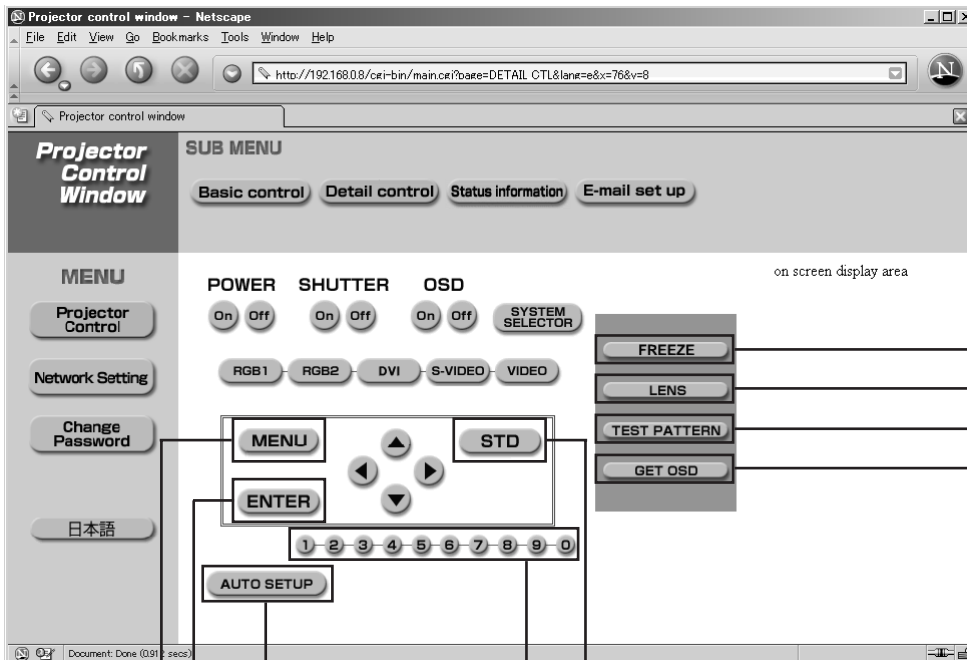 Projector control window – Netscape
File Edit View Go Bookmarks Tools Window Help
http://192.168.0.8/cgi-bin/main.cgi?page=DETAIL CTL&lang=e&x=76&v=8
Projector control window
Projector
Control
Window
SUB MENU
Basic control Detail control Status information E-mail set up
MENU
Projector
Control
Network Setting
Change
Password
日本語
on screen display area
POWER SHUTTER OSD
On Off On Off On Off SYSTEM
SELECTOR
RGB1 RGB2 DVI S-VIDEO VIDEO
FREEZE
LENS
TEST PATTERN
GET OSD
MENU STD
ENTER
1 2 3 4 5 6 7 8 9 0
AUTO SETUP
Document: Done (0.912 secs)